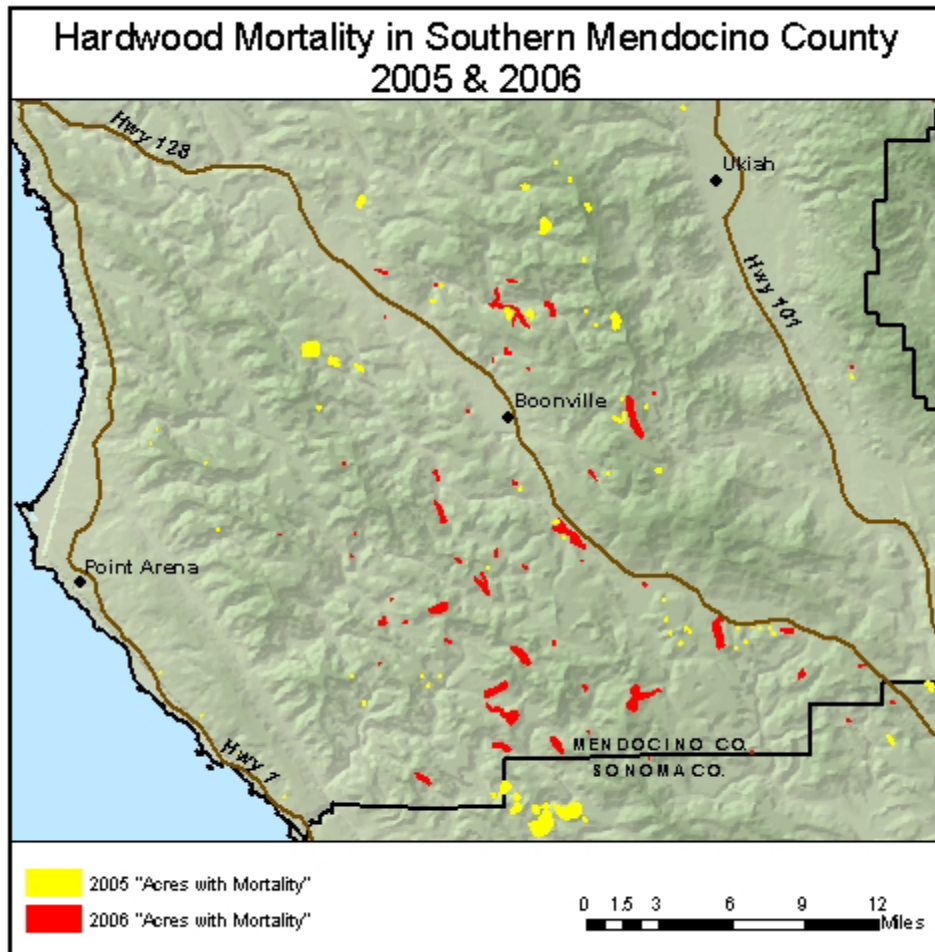 Hardwood Mortality in Southern Mendocino County
2005 & 2006
Hwy 128
Ukiah
Hwy 101
Boonville
Point Arena
Hwy 1
MENDOCINO CO.
SONOMA CO.
2005 "Acres with Mortality"
2006 "Acres with Mortality"
0 1.5 3 6 9 12
Miles